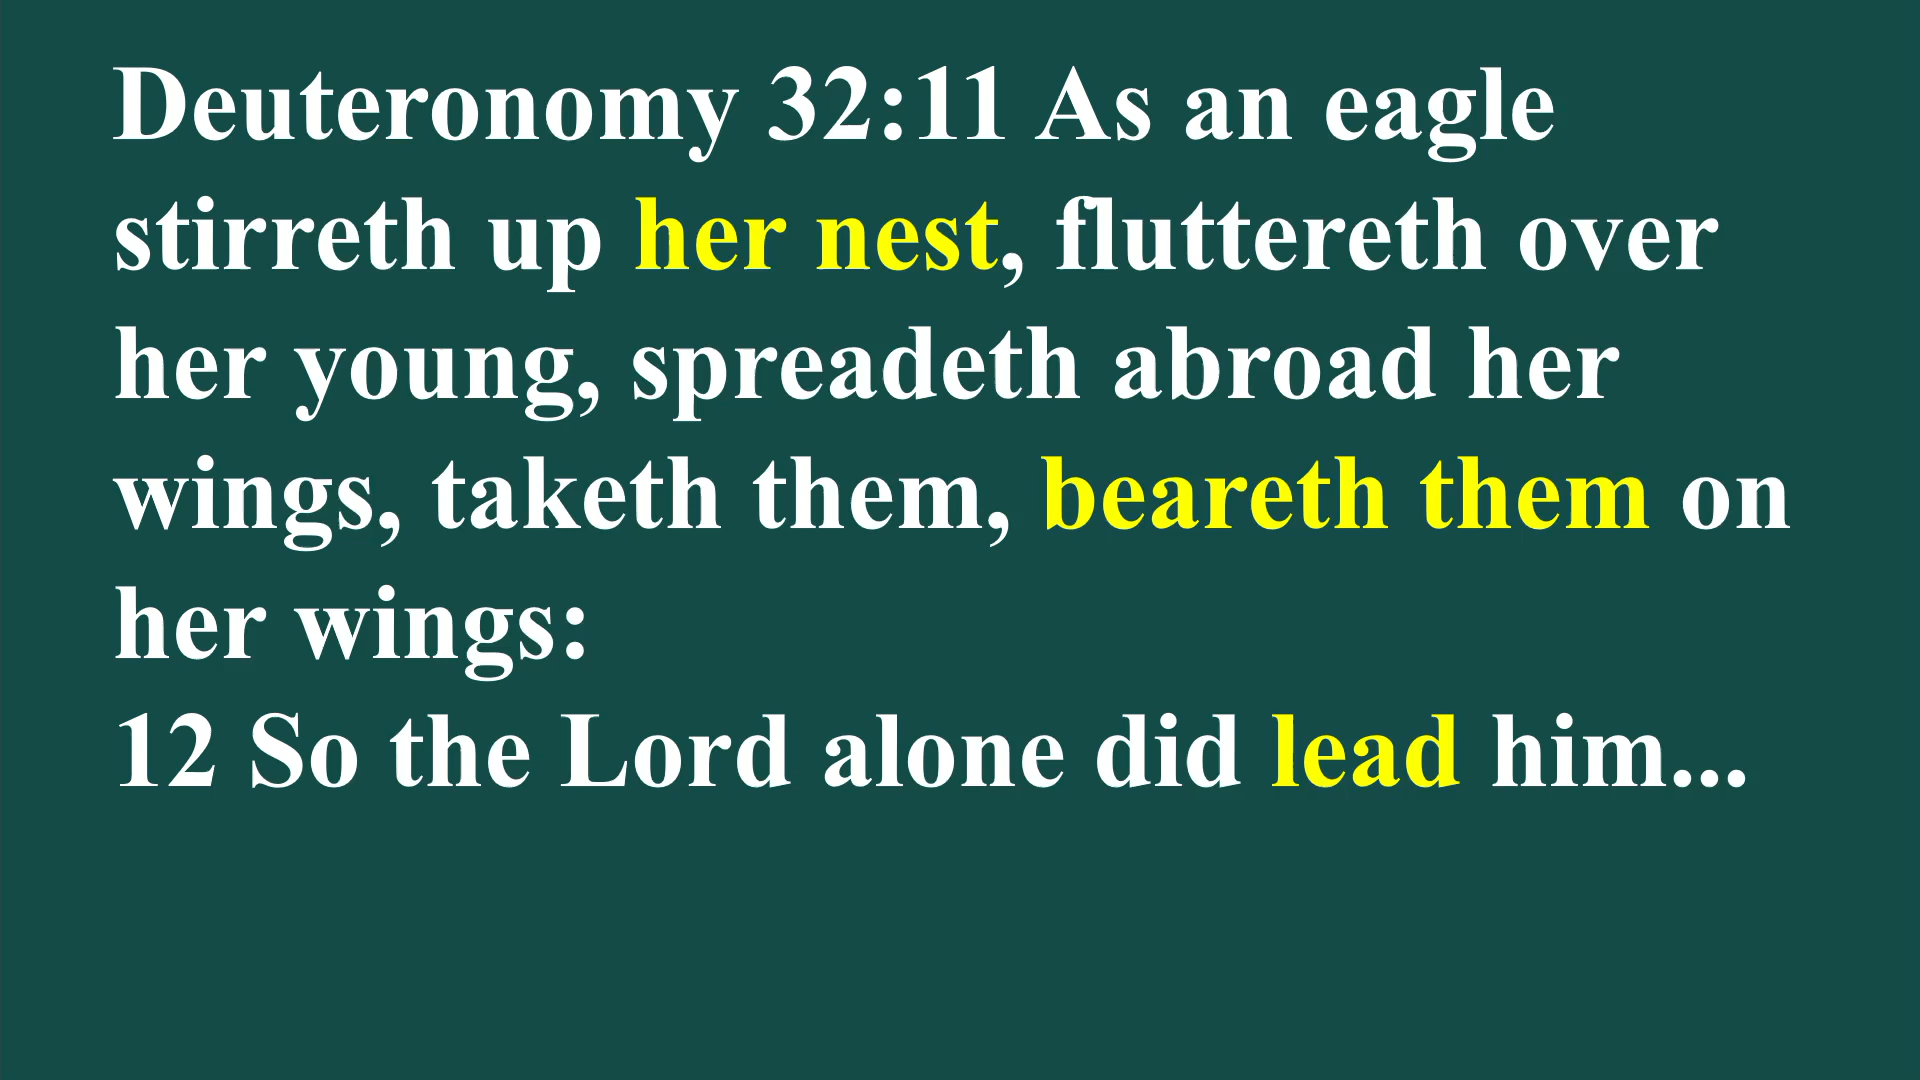 Deuteronomy 32:11 As an eagle
stirreth up her nest, fluttereth over
her young, spreadeth abroad her
wings, taketh them, beareth them on
her wings:
12 So the Lord alone did lead him...